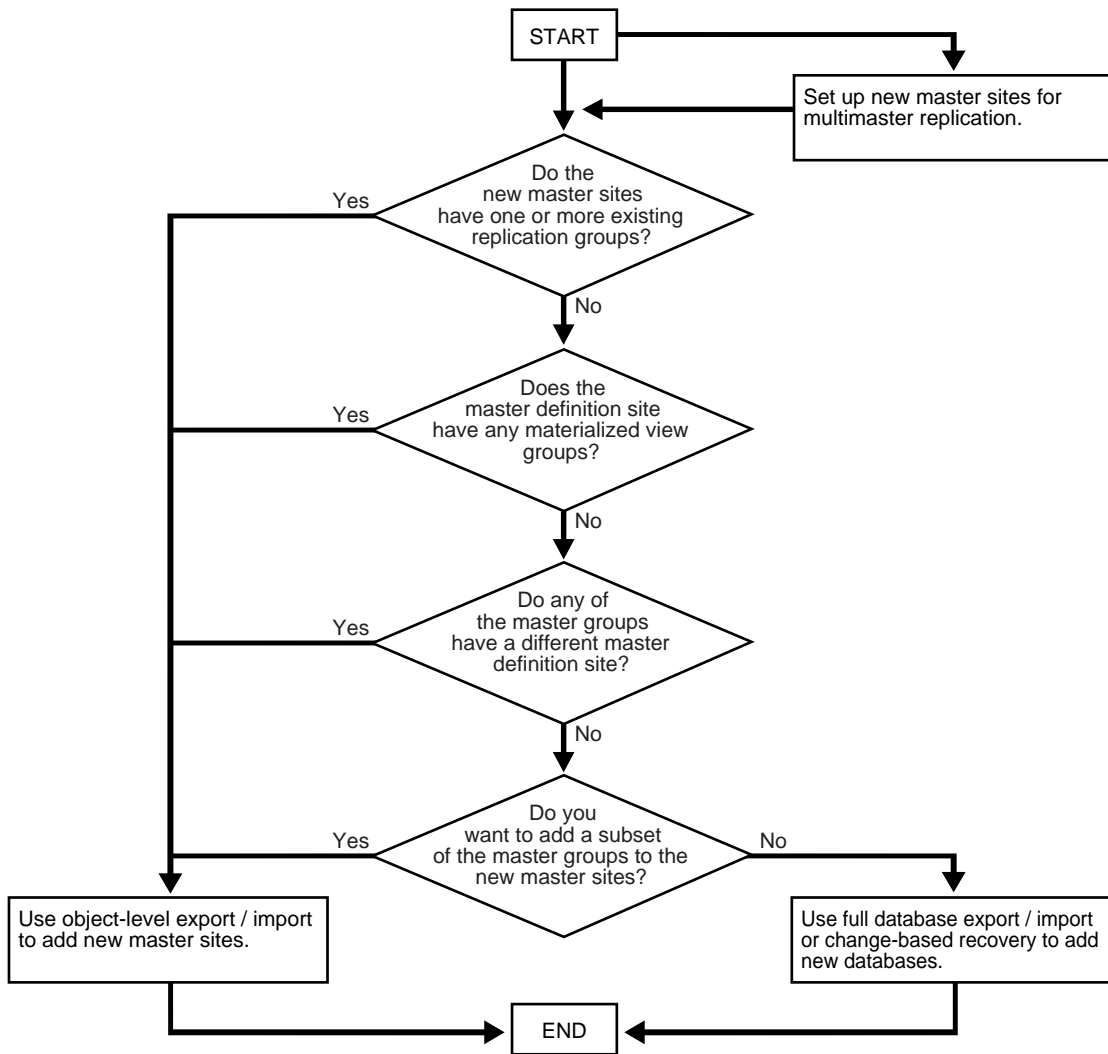 START
Set up new master sites for
multimaster replication.
Do the
new master sites
have one or more existing
replication groups?
Yes
No
Does the
master definition site
have any materialized view
groups?
Yes
No
Do any of
the master groups
have a different master
definition site?
Yes
No
Do you
want to add a subset
of the master groups to the
new master sites?
Yes
No
Use object-level export / import
to add new master sites.
Use full database export / import
or change-based recovery to add
new databases.
END